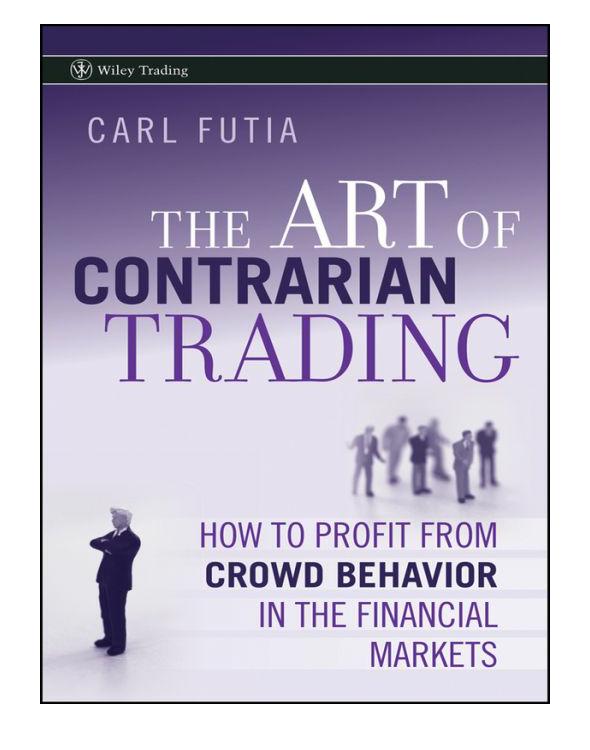 Wiley Trading
CARL FUTIA
THE ART OF
CONTRARIAN
TRADING
HOW TO PROFIT FROM
CROWD BEHAVIOR
IN THE FINANCIAL
MARKETS